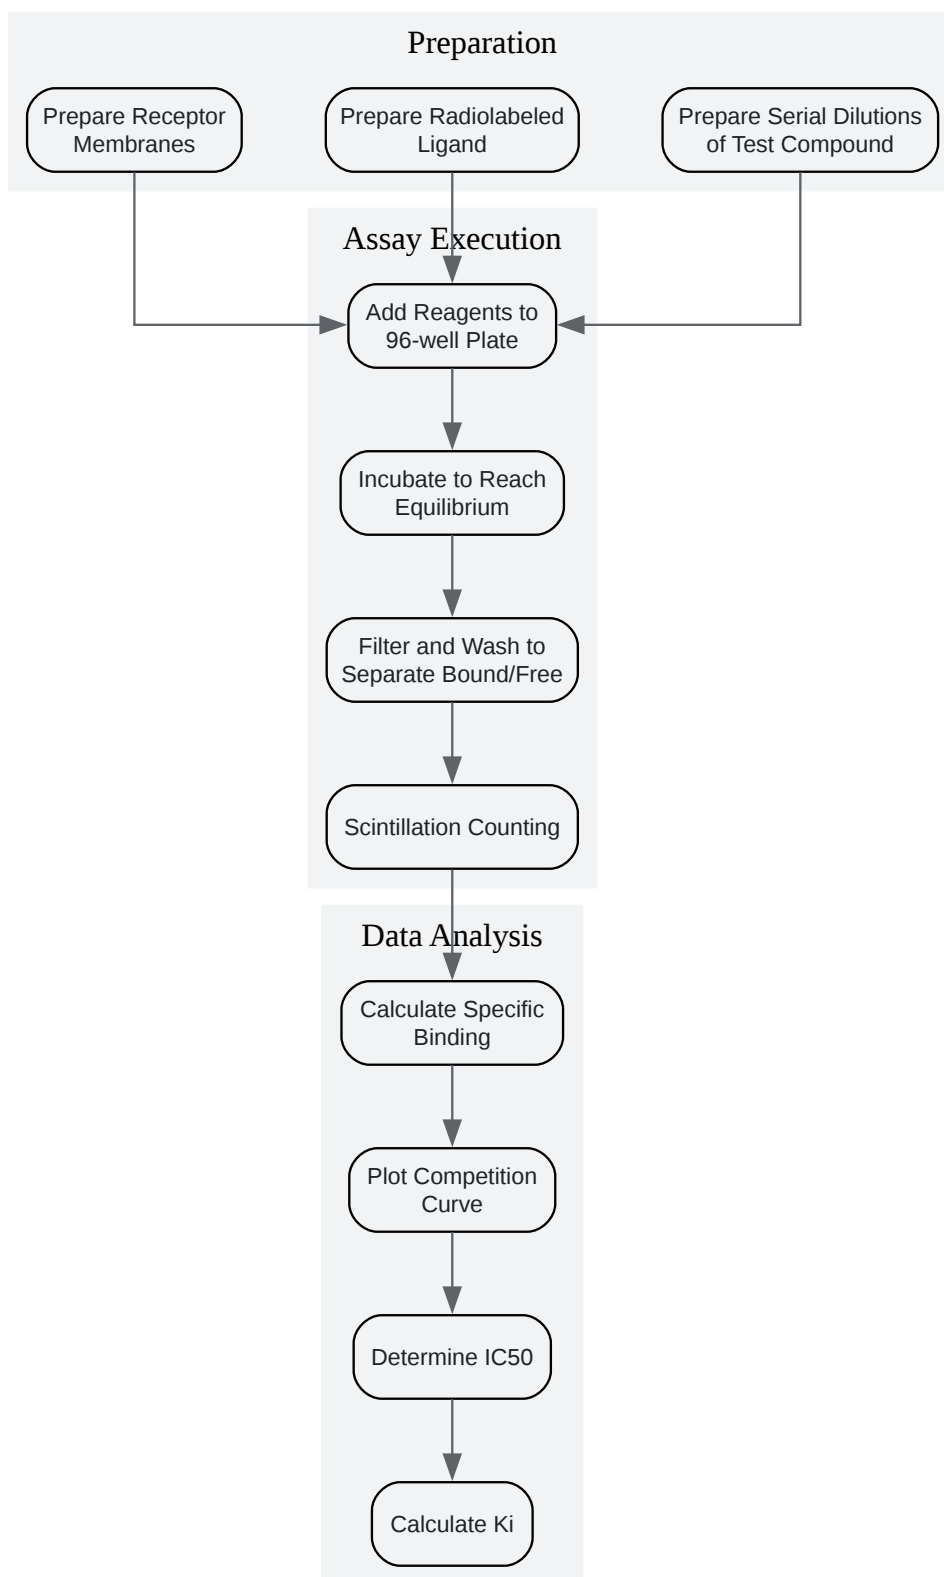 Preparation
Prepare Receptor
Membranes
Prepare Radiolabeled
Ligand
Prepare Serial Dilutions
of Test Compound
Assay Execution
Add Reagents to
96-well Plate
Incubate to Reach
Equilibrium
Filter and Wash to
Separate Bound/Free
Scintillation Counting
Data Analysis
Calculate Specific
Binding
Plot Competition
Curve
Determine IC50
Calculate Ki